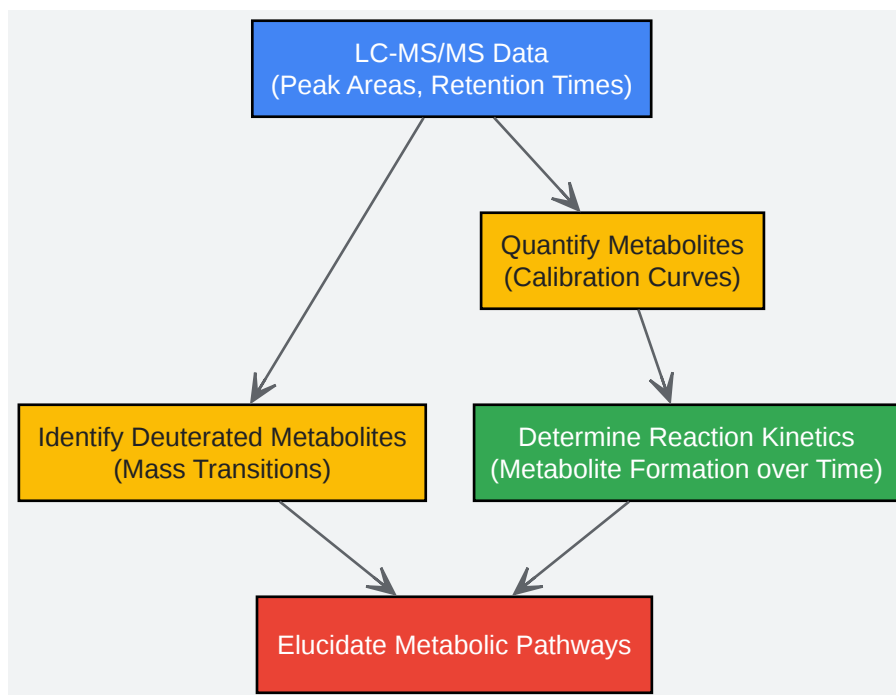 LC-MS/MS Data
(Peak Areas, Retention Times)
Quantify Metabolites
(Calibration Curves)
Identify Deuterated Metabolites
(Mass Transitions)
Determine Reaction Kinetics
(Metabolite Formation over Time)
Elucidate Metabolic Pathways